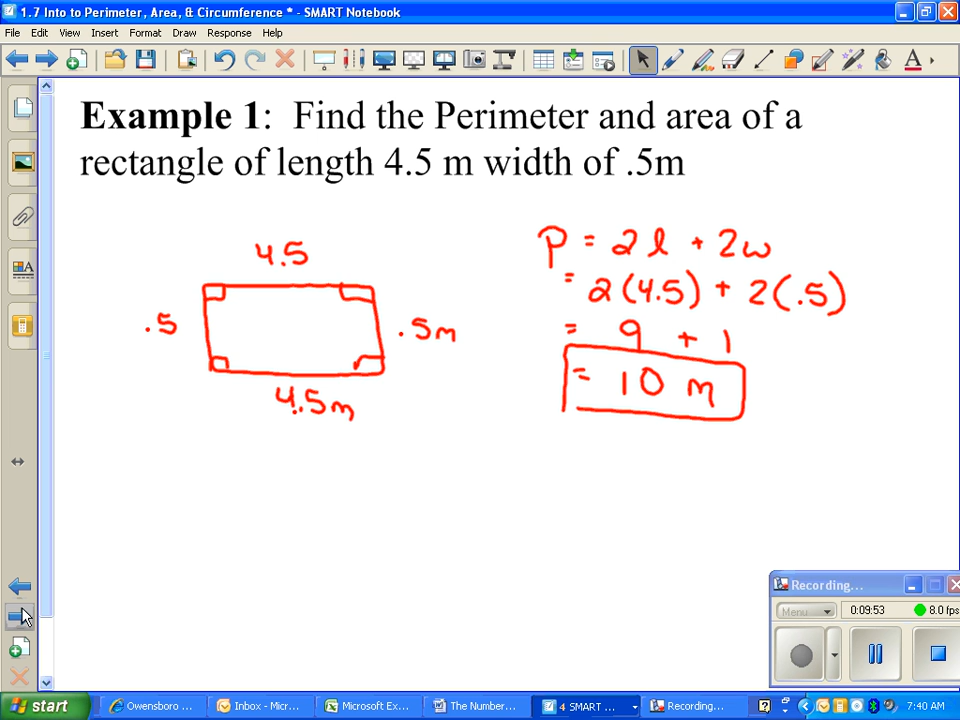 1.7 Into to Perimeter, Area, & Circumference * - SMART Notebook
File Edit View Insert Format Draw Response Help
Example 1: Find the Perimeter and area of a
rectangle of length 4.5 m width of .5m
4.5
.5
.5m
4.5m
P = 2l + 2w
= 2(4.5) + 2(.5)
= 9 + 1
= 10 m
Recording...
Menu 0:09:53 8.0 fps
start Owensboro ... Inbox - Micr... Microsoft Ex... The Number... 4 SMART ... Recording... 7:40 AM